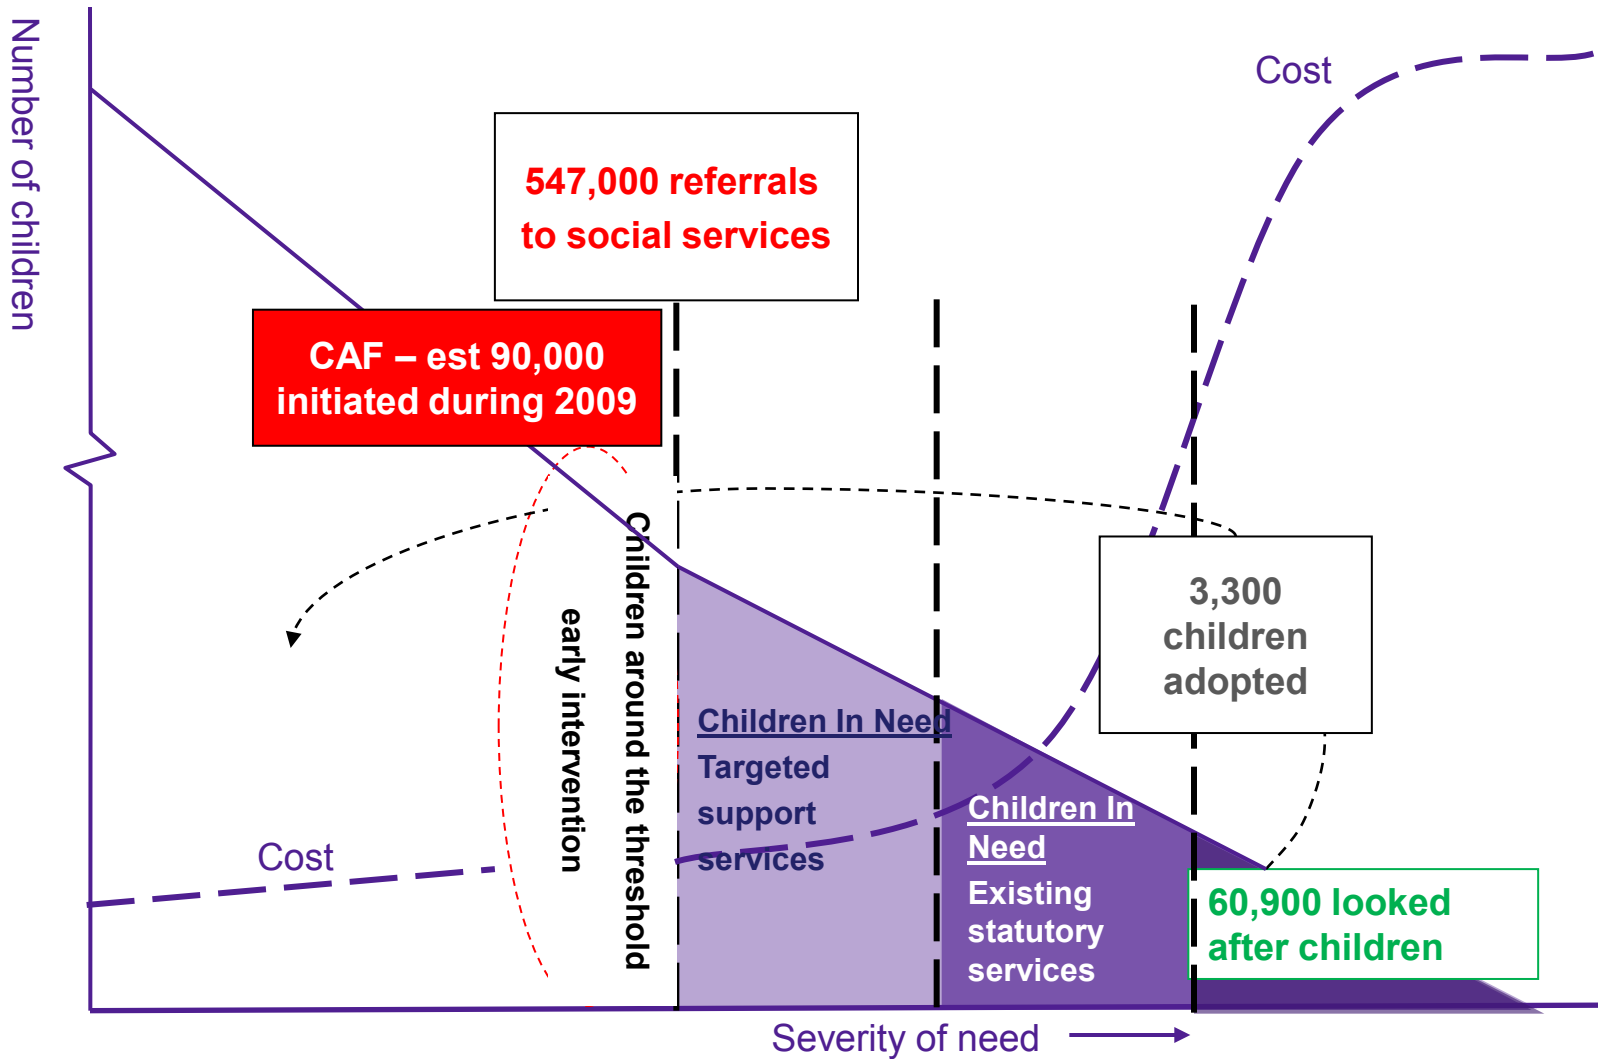 Number of children
Cost
547,000 referrals
to social services
CAF – est 90,000
initiated during 2009
Children around the threshold
early intervention
3,300
children
adopted
Children In Need
Targeted
support
services
Children In
Need
Existing
statutory
services
Cost
60,900 looked
after children
Severity of need